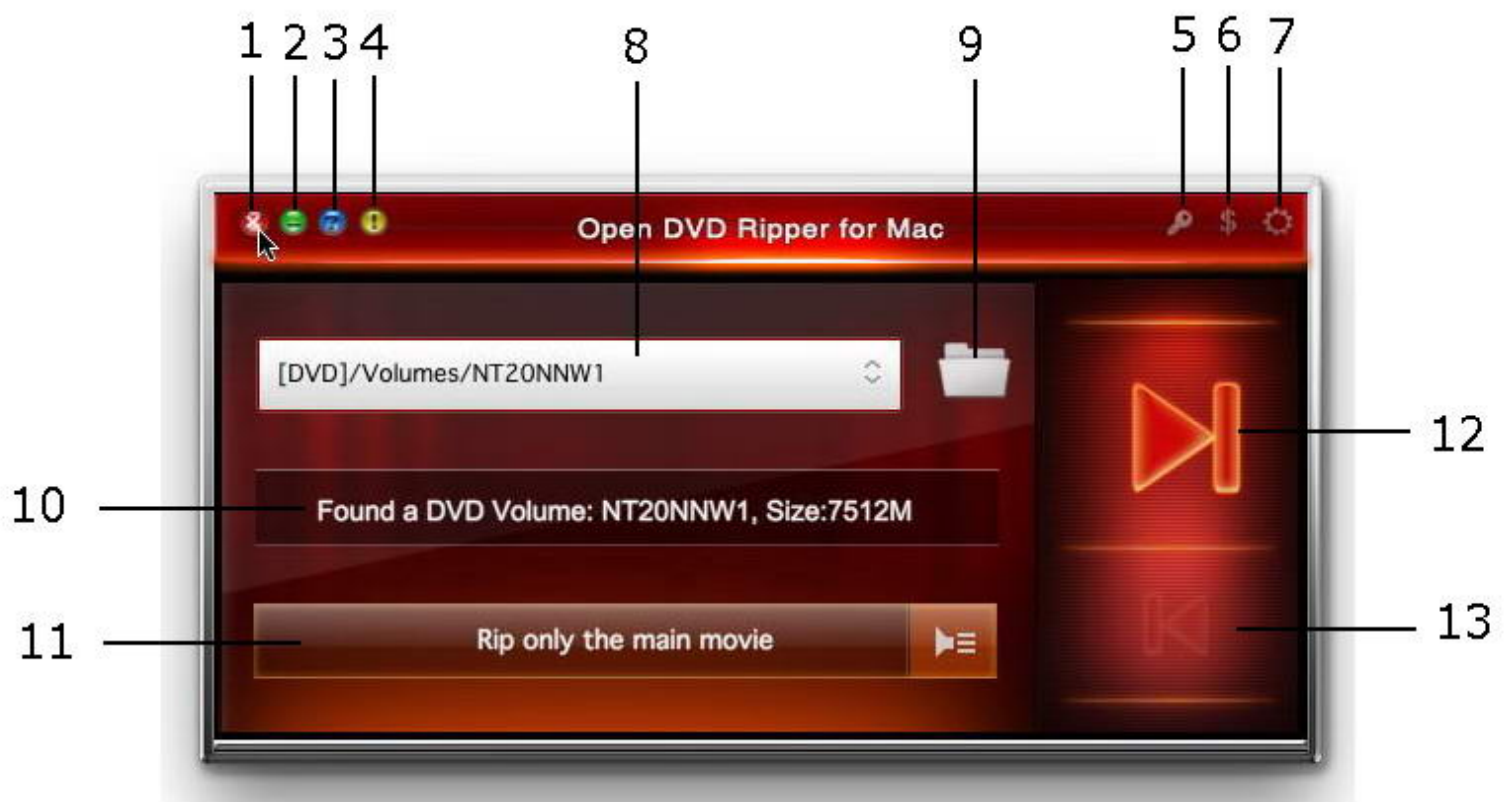 1 2 3 4 8 9 5 6 7
Open DVD Ripper for Mac
$
[DVD]/Volumes/NT20NNW1
12
10
Found a DVD Volume: NT20NNW1, Size:7512M
11
Rip only the main movie
13